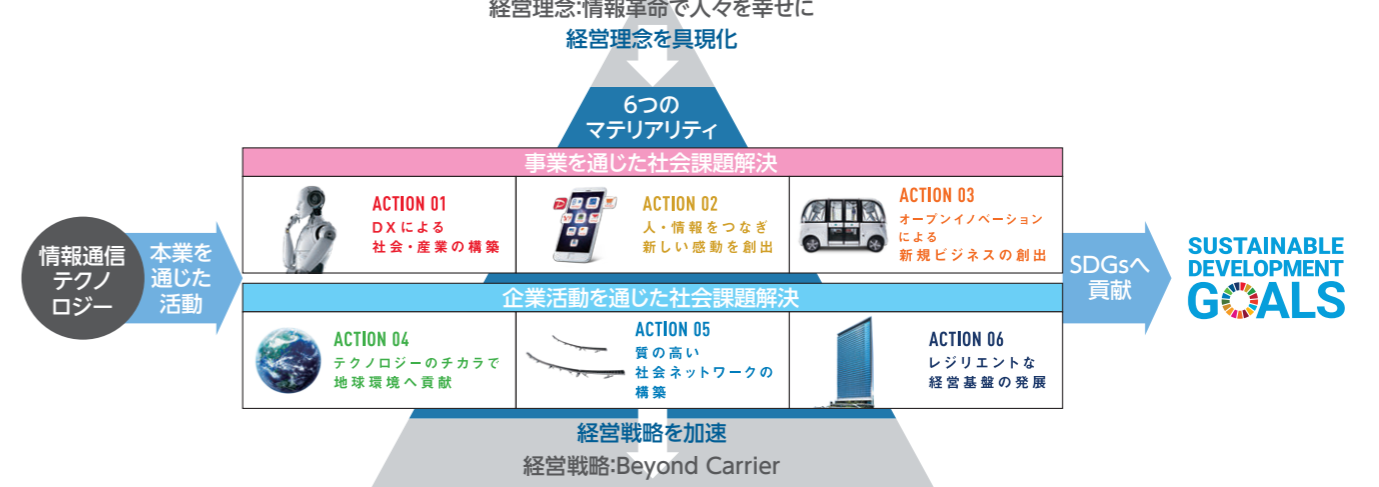 経営理念:情報革命で人々を幸せに
経営理念を具現化
6つの
マテリアリティ
事業を通じた社会課題解決
ACTION 01
DXによる
社会・産業の構築
ACTION 02
人・情報をつなぎ
新しい感動を創出
ACTION 03
オープンイノベーション
による
新規ビジネスの創出
情報通信
テクノ
ロジー
本業を
通じた
活動
企業活動を通じた社会課題解決
ACTION 04
テクノロジーのチカラで
地球環境へ貢献
ACTION 05
質の高い
社会ネットワークの
構築
ACTION 06
レジリエントな
経営基盤の発展
SDGsへ
貢献
SUSTAINABLE
DEVELOPMENT
GOALS
経営戦略を加速
経営戦略:Beyond Carrier